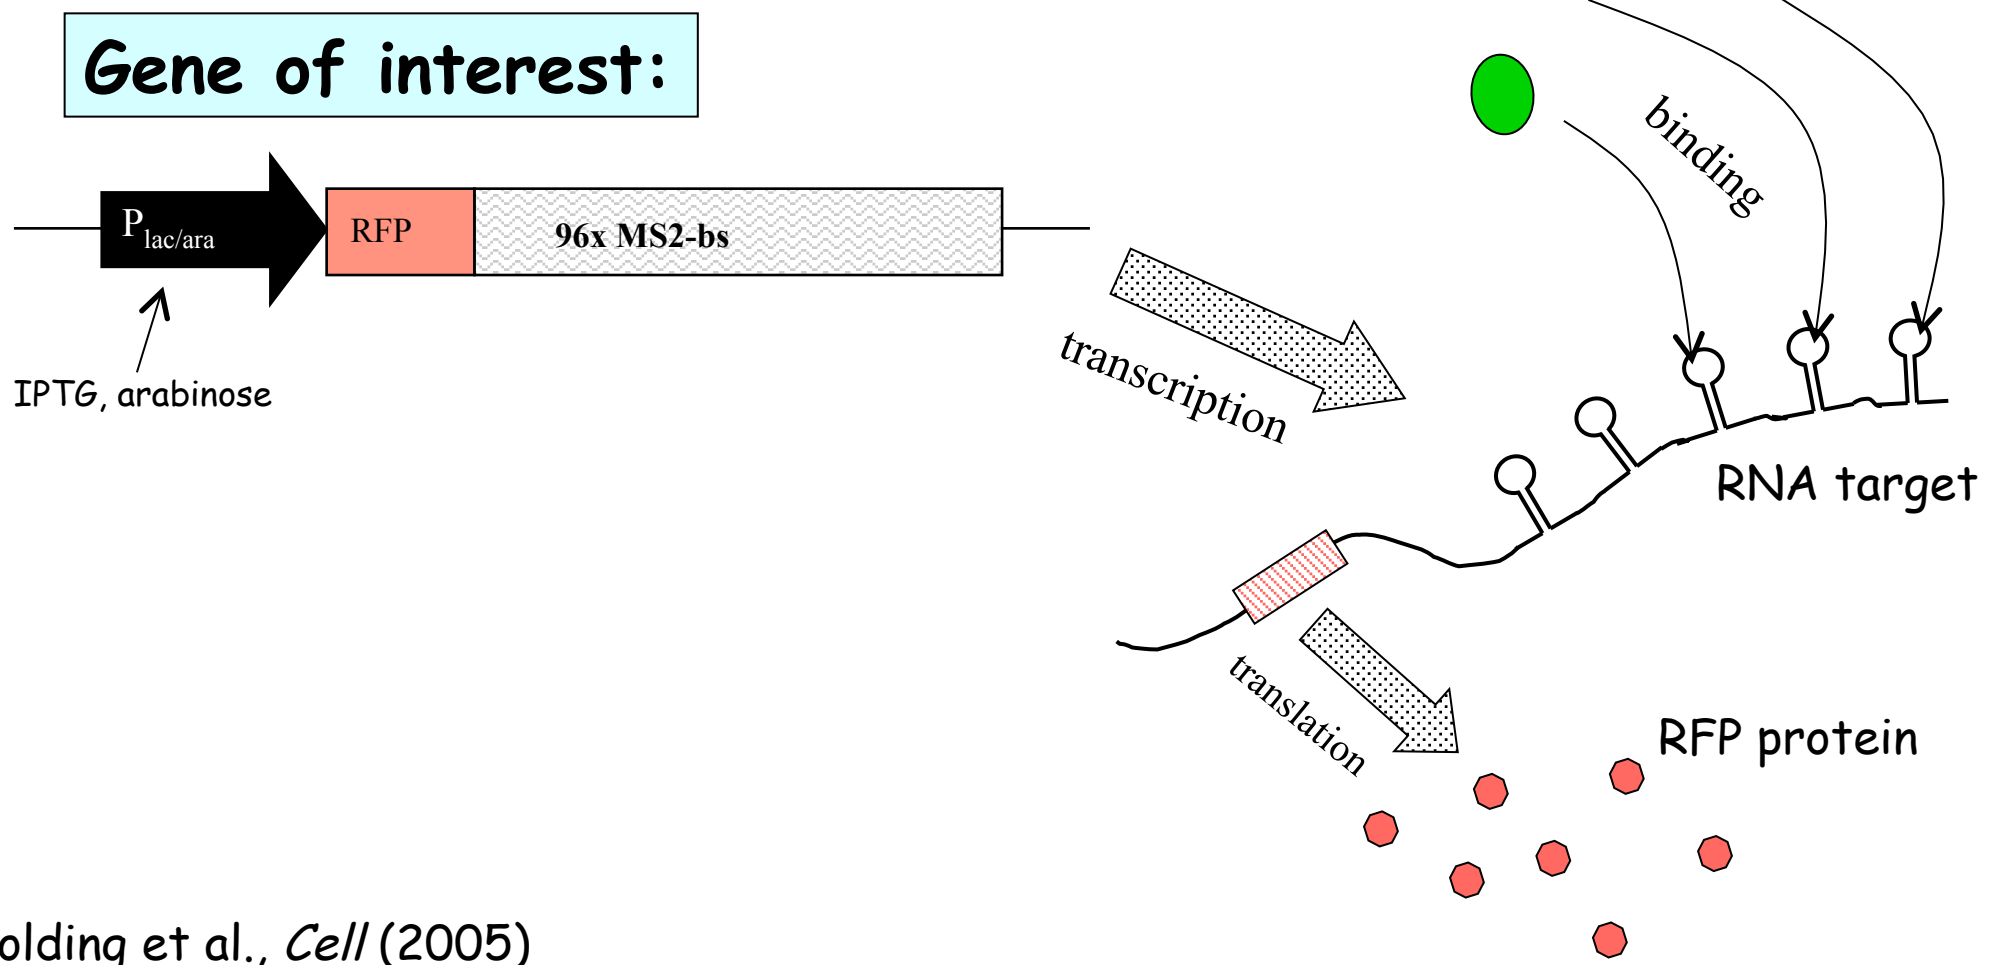 Gene of interest:
binding
P lac/ara
RFP
96x MS2-bs
transcription
IPTG, arabinose
RNA target
translation
RFP protein
olding et al., Cell (2005)